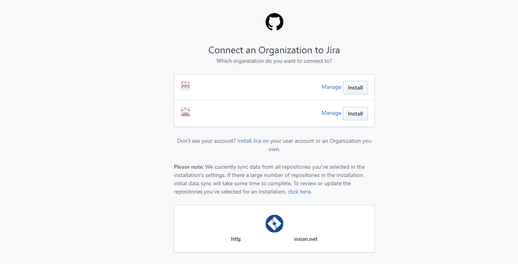 Connect an Organization to Jira
Which organization do you want to connect to?
Manage Install
Manage Install
Don't see your account? Install Jira on your user account or an Organization you
own.
Please note: We currently sync data from all repositories you've selected in the
installation's settings. If there a large number of repositories in the installation,
initial data sync will take some time to complete. To review or update the
repositories you've selected for an installation, click here.
http ssian.net